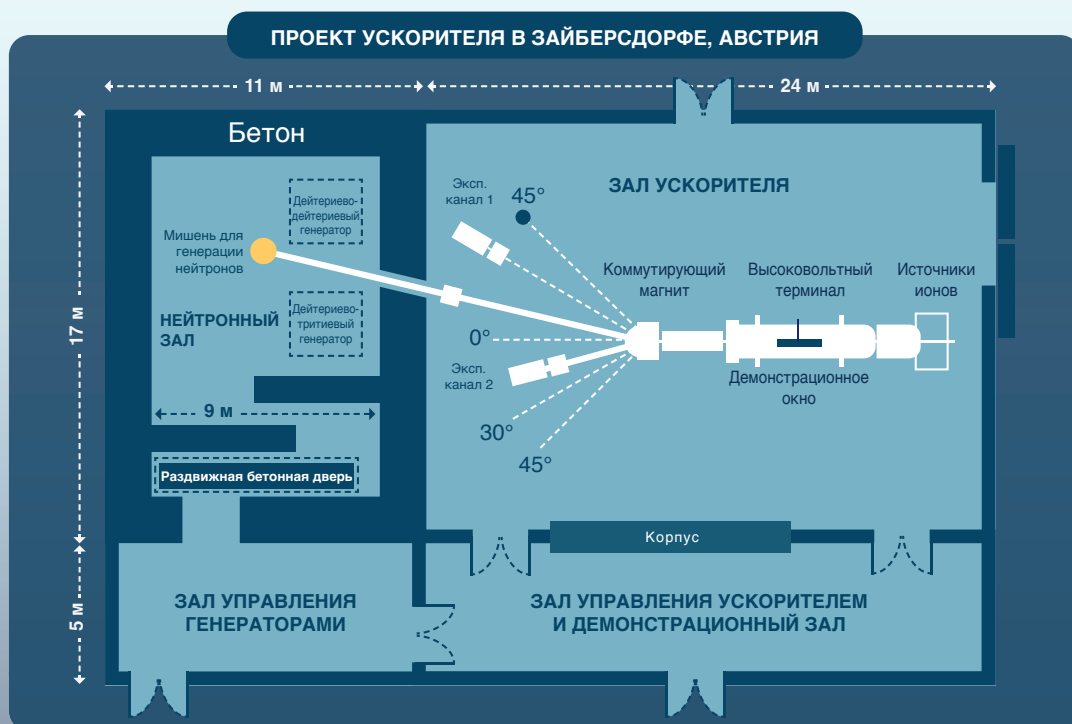 ПРОЕКТ УСКОРИТЕЛЯ В ЗАЙБЕРСДОРФЕ, АВСТРИЯ
11 м
24 м
Бетон
17 м
Дейтериево-
дейтериевый
генератор
Мишень для
генерации
нейтронов
Дейтериево-
тритиевый
генератор
НЕЙТРОННЫЙ
ЗАЛ
9 м
Раздвижная бетонная дверь
Эксп.
канал 1
45°
ЗАЛ УСКОРИТЕЛЯ
Коммутирующий
магнит
Высоковольтный
терминал
Источники
ионов
0°
Эксп.
канал 2
Демонстрационное
окно
30°
45°
Корпус
5 м
ЗАЛ УПРАВЛЕНИЯ
ГЕНЕРАТОРАМИ
ЗАЛ УПРАВЛЕНИЯ УСКОРИТЕЛЕМ
И ДЕМОНСТРАЦИОННЫЙ ЗАЛ